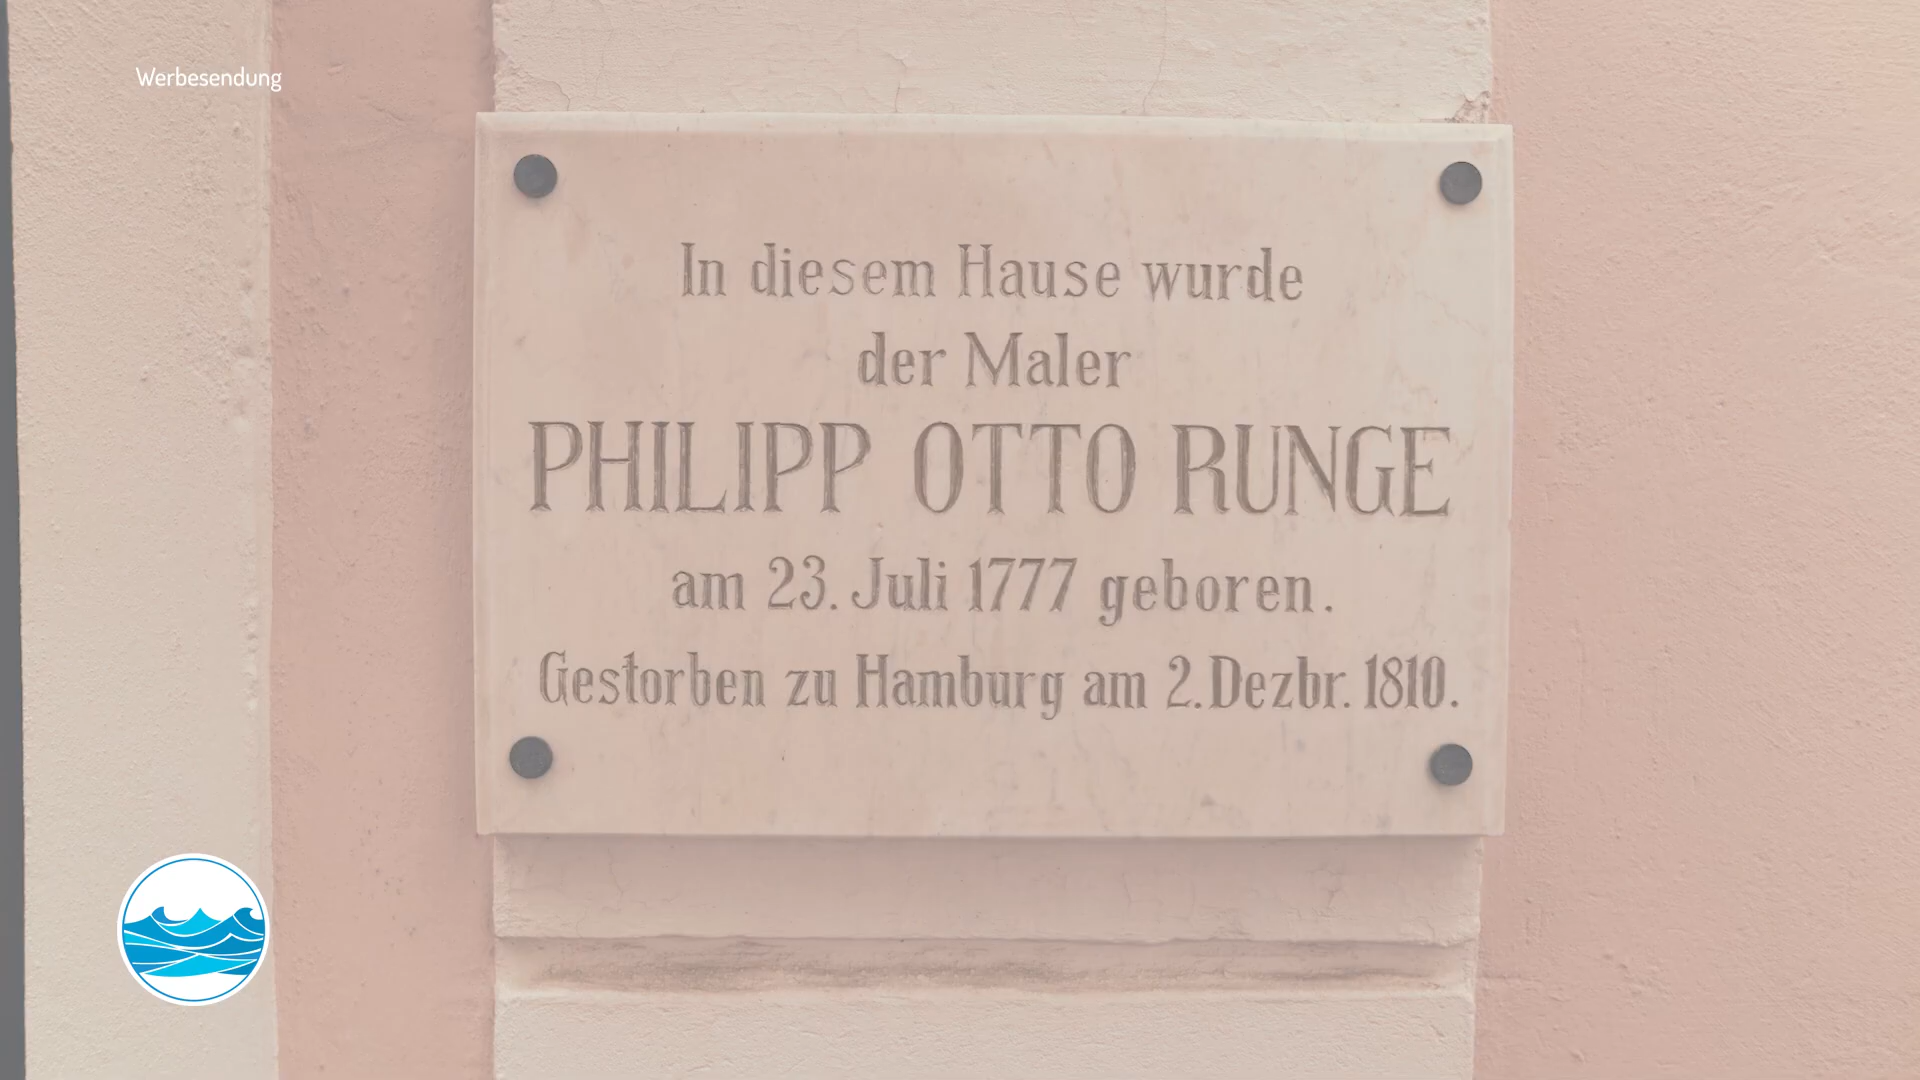 Werbesendung
In diesem Hause wurde
der Maler
PHILIPP OTTO RUNGE
am 23. Juli 1777 geboren.
Gestorben zu Hamburg am 2. Dezbr. 1810.